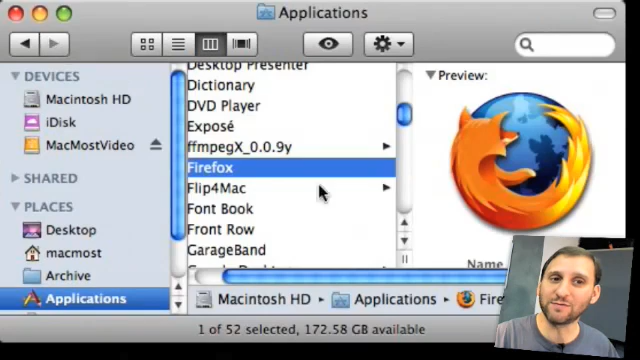 Applications
Desktop Presenter
Preview:
DEVICES
Macintosh HD
iDisk
MacMostVideo
SHARED
PLACES
Desktop
macmost
Archive
Applications
Dictionary
DVD Player
Exposé
ffmpegX_0.0.9y
Firefox
Flip4Mac
Font Book
Front Row
GarageBand
Name
Macintosh HD
Applications
1 of 52 selected, 172.58 GB available